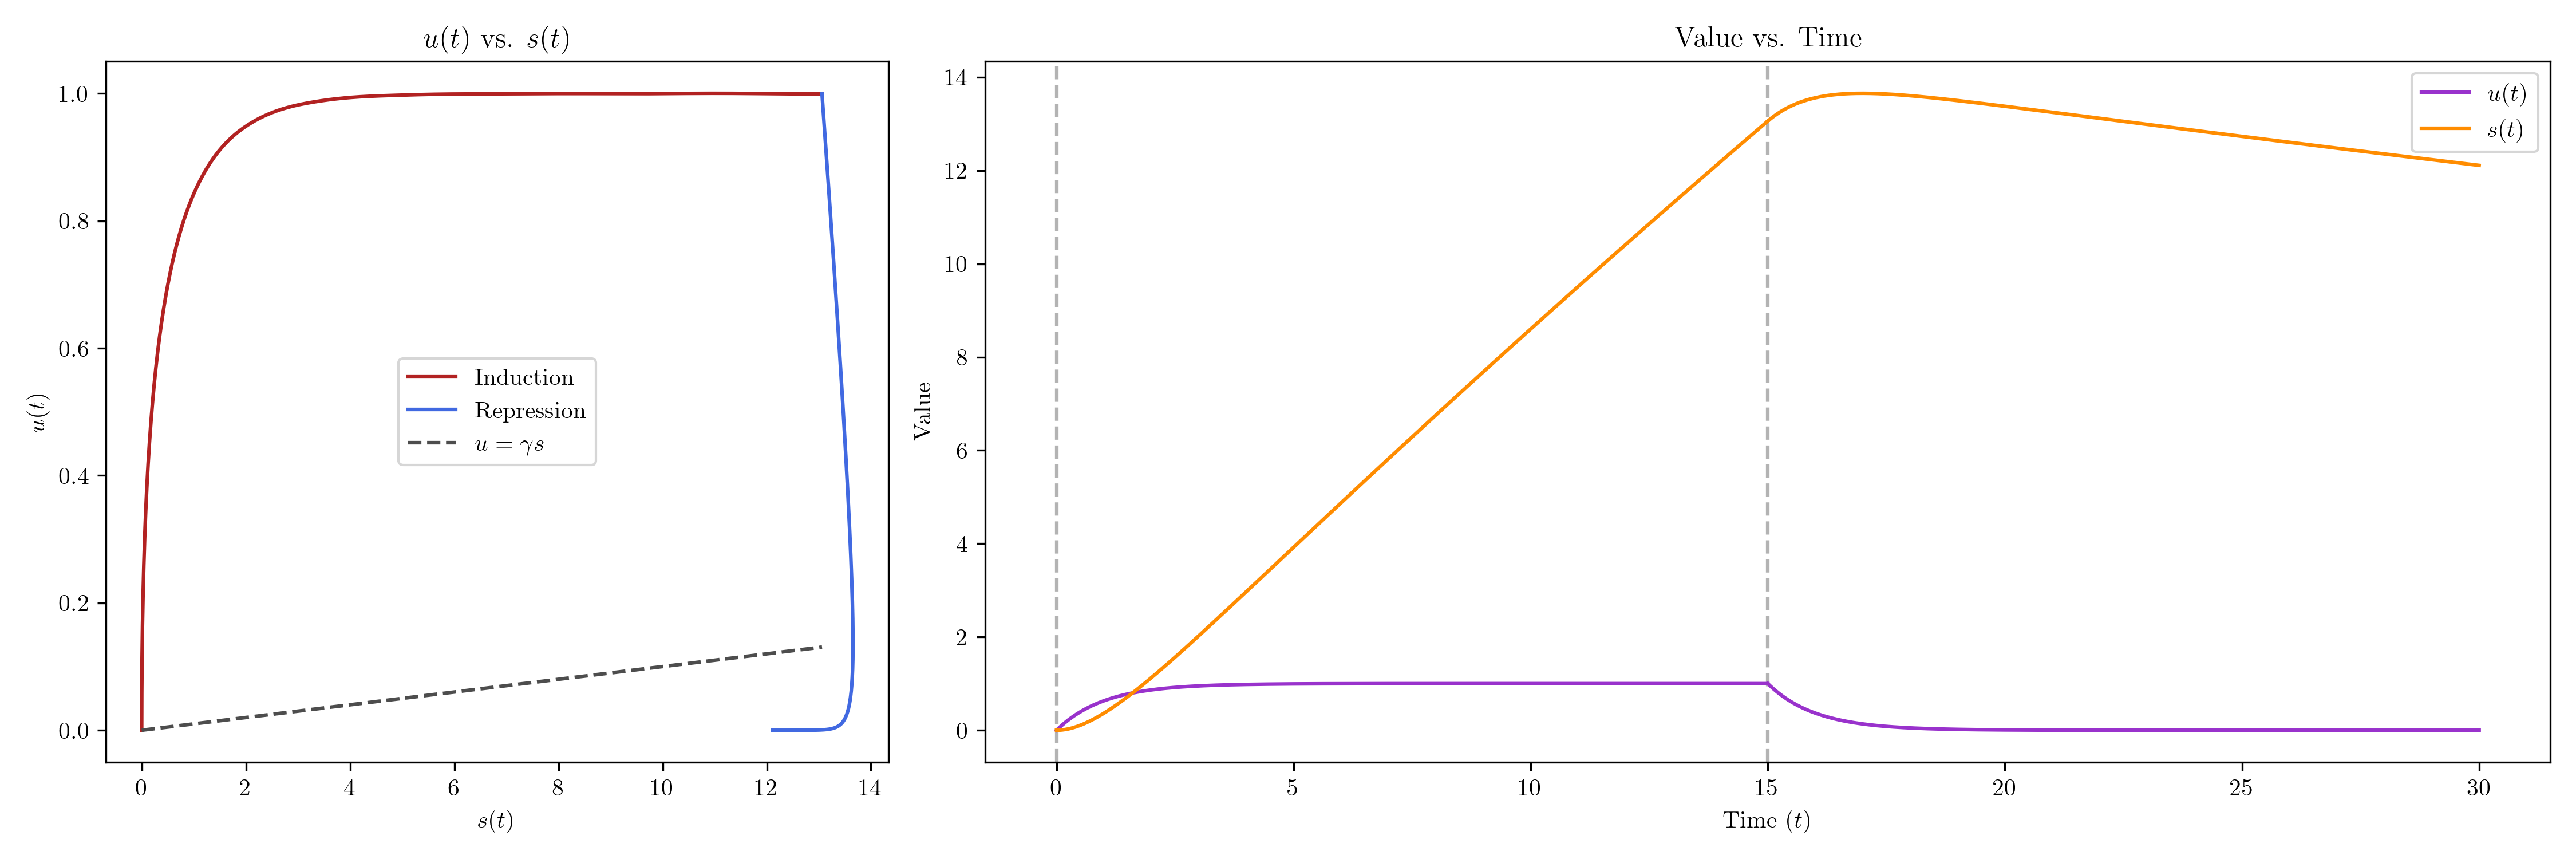 u(t) vs. s(t)
u(t)
1.0
0.8
0.6
0.4
0.2
0.0
Induction
Repression
u = γs
0
2
4
6
8
10
12
14
s(t)
Value vs. Time
Value
14
12
10
8
6
4
2
0
u(t)
s(t)
0
5
10
15
20
25
30
Time (t)